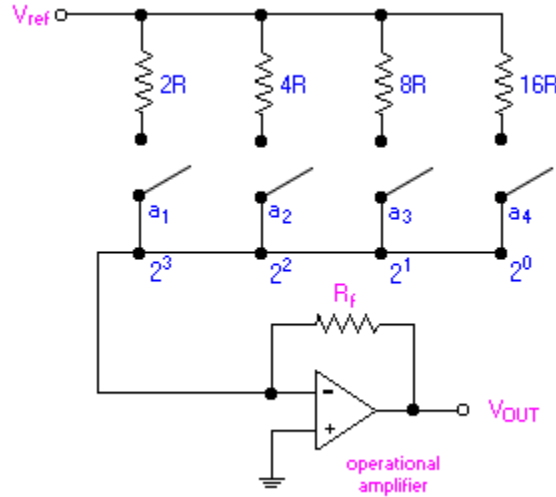 Vref
2R 4R 8R 16R
a1 a2 a3 a4
2³ 2² 2¹ 2⁰
Rf
-
+
VOUT
operational
amplifier